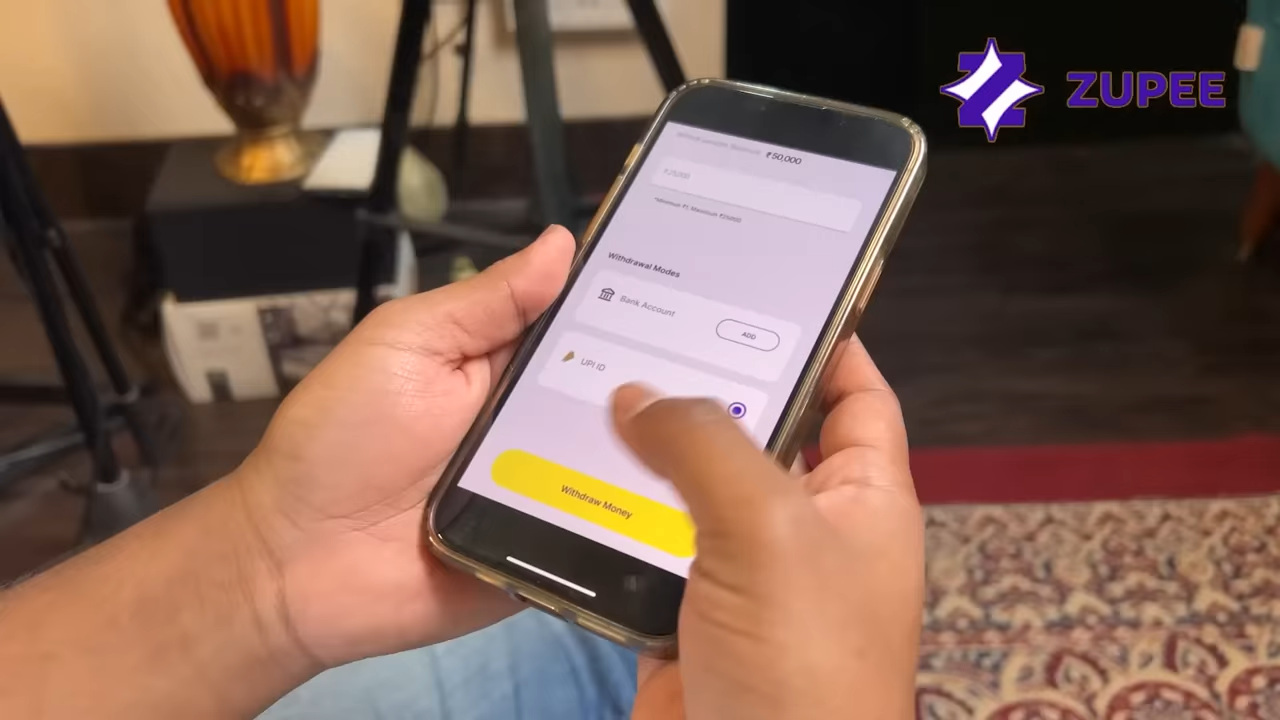 ZUPEE
₹50,000
Withdrawal Modes
Bank Account
ADD
UPI ID
Withdraw Money